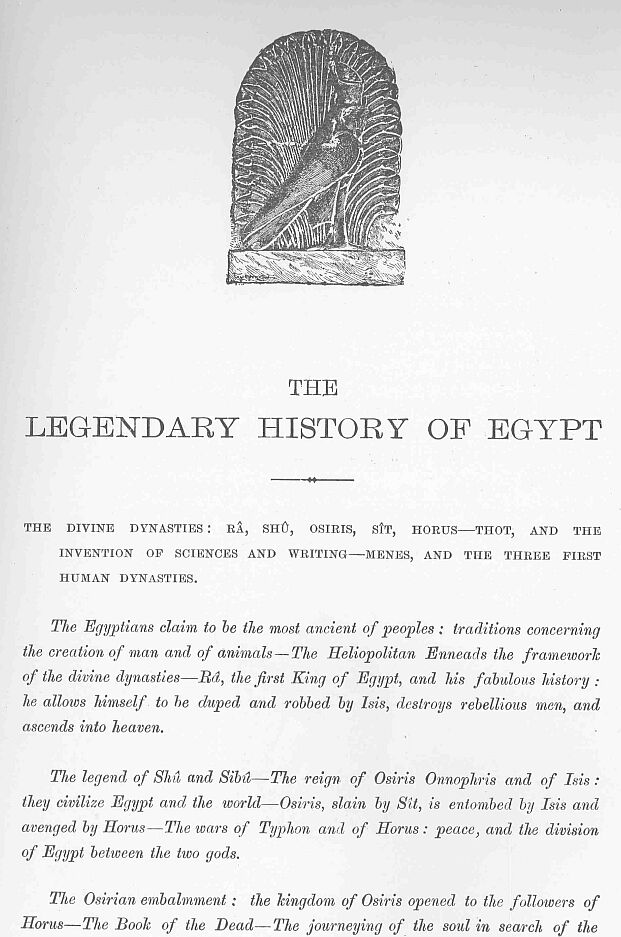 THE
LEGENDARY HISTORY OF EGYPT
THE DIVINE DYNASTIES: RÂ, SHÛ, OSIRIS, SÎT, HORUS—THOT, AND THE
INVENTION OF SCIENCES AND WRITING—MENES, AND THE THREE FIRST
HUMAN DYNASTIES.
The Egyptians claim to be the most ancient of peoples: traditions concerning
the creation of man and of animals—The Heliopolitan Enneads the framework
of the divine dynasties—Râ, the first King of Egypt, and his fabulous history:
he allows himself to be duped and robbed by Isis, destroys rebellious men, and
ascends into heaven.
The legend of Shû and Sibû—The reign of Osiris Onnophris and of Isis:
they civilize Egypt and the world—Osiris, slain by Sît, is entombed by Isis and
avenged by Horus—The wars of Typhon and of Horus: peace, and the division
of Egypt between the two gods.
The Osirian embalmment: the kingdom of Osiris opened to the followers of
Horus—The Book of the Dead—The journeying of the soul in search of the